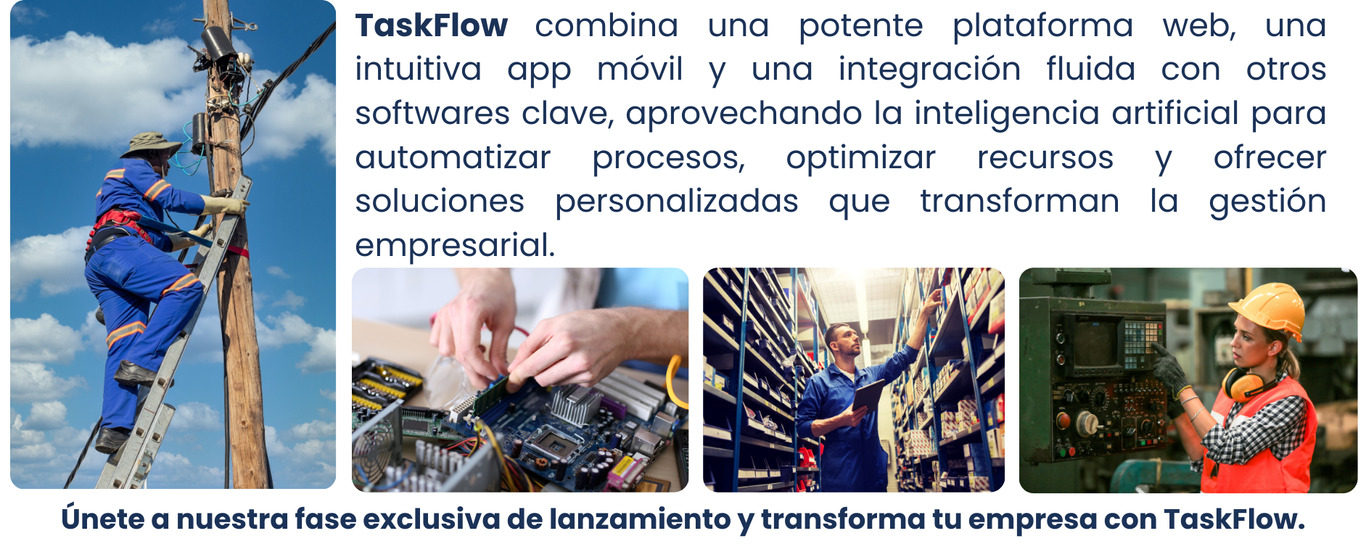 TaskFlow combina una potente plataforma web, una
intuitiva app móvil y una integración fluida con otros
softwares clave, aprovechando la inteligencia artificial para
automatizar procesos, optimizar recursos y ofrecer
soluciones personalizadas que transforman la gestión
empresarial.
Únete a nuestra fase exclusiva de lanzamiento y transforma tu empresa con TaskFlow.